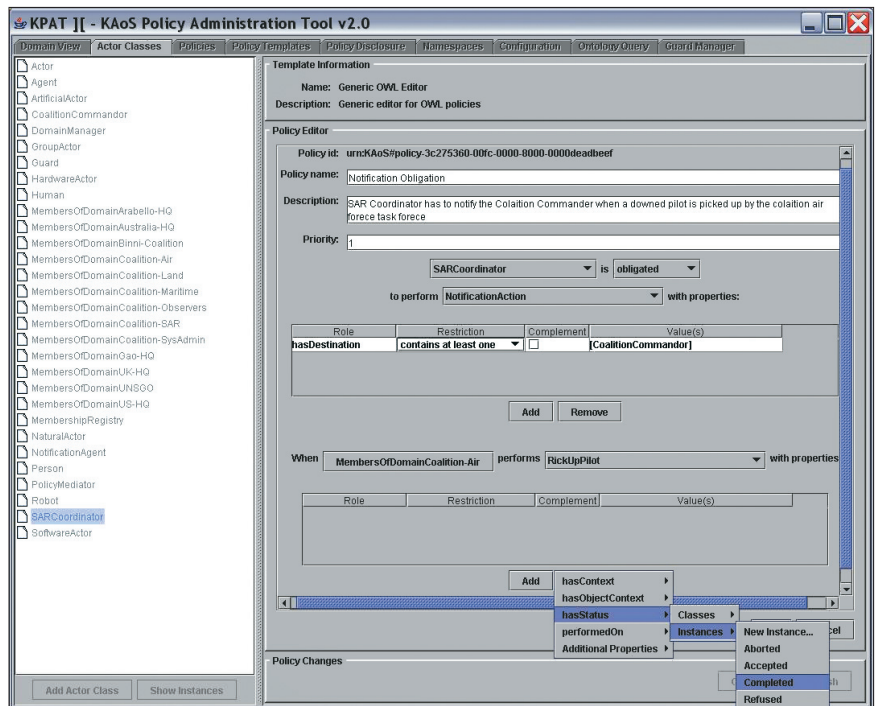 KPAT ][ - KAoS Policy Administration Tool v2.0
Domain View Actor Classes Policies Policy Templates Policy Disclosure Namespaces Configuration Ontology Query Guard Manager
Actor
Agent
ArtificialActor
CoalitionCommandor
DomainManager
GroupActor
Guard
HardwareActor
Human
MembersOfDomainArabello-HQ
MembersOfDomainAustralia-HQ
MembersOfDomainBinni-Coalition
MembersOfDomainCoalition-Air
MembersOfDomainCoalition-Land
MembersOfDomainCoalition-Maritime
MembersOfDomainCoalition-Observers
MembersOfDomainCoalition-SAR
MembersOfDomainCoalition-SysAdmin
MembersOfDomainGao-HQ
MembersOfDomainUK-HQ
MembersOfDomainUNSGO
MembersOfDomainUS-HQ
MembershipRegistry
NaturalActor
NotificationAgent
Person
PolicyMediator
Robot
SARCoordinator
SoftwareActor
Add Actor Class Show Instances
Template Information
Name: Generic OWL Editor
Description: Generic editor for OWL policies
Policy Editor
Policy id: urn:KAoS#policy-3c275360-00fc-0000-8000-0000deadbeef
Policy name: Notification Obligation
Description: SAR Coordinator has to notify the Colaition Commander when a downed pilot is picked up by the colaition air
forece task forece
Priority: 1
SARCoordinator is obligated
to perform NotificationAction with properties:
Role Restriction Complement Value(s)
hasDestination contains at least one [CoalitionCommandor]
Add Remove
When MembersOfDomainCoalition-Air performs RickUpPilot with properties
Role Restriction Complement Value(s)
Add
hasContext
hasObjectContext
hasStatus
performedOn
Additional Properties
Classes
Instances
New Instance...
Aborted
Accepted
Completed
Refused
Policy Changes